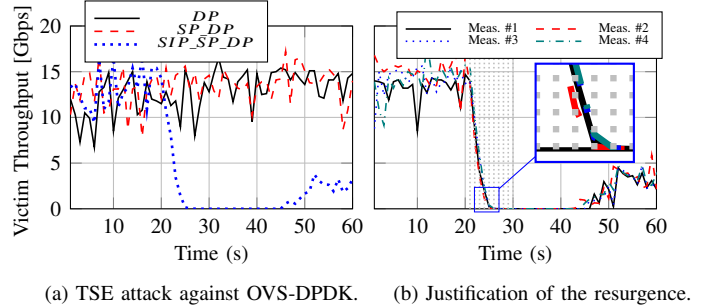 Victim Throughput [Gbps]
20
15
10
5
0
DP
SP_DP
SIP_SP_DP
10 20 30 40 50 60
Time (s)
(a) TSE attack against OVS-DPDK.
Meas. #1 Meas. #2
Meas. #3 Meas. #4
10 20 30 40 50 60
Time (s)
(b) Justification of the resurgence.